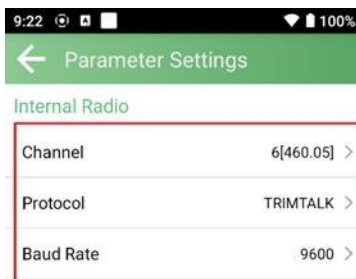 9:22 100%
Parameter Settings
Internal Radio
Channel 6[460.05]
Protocol TRIMTALK
Baud Rate 9600